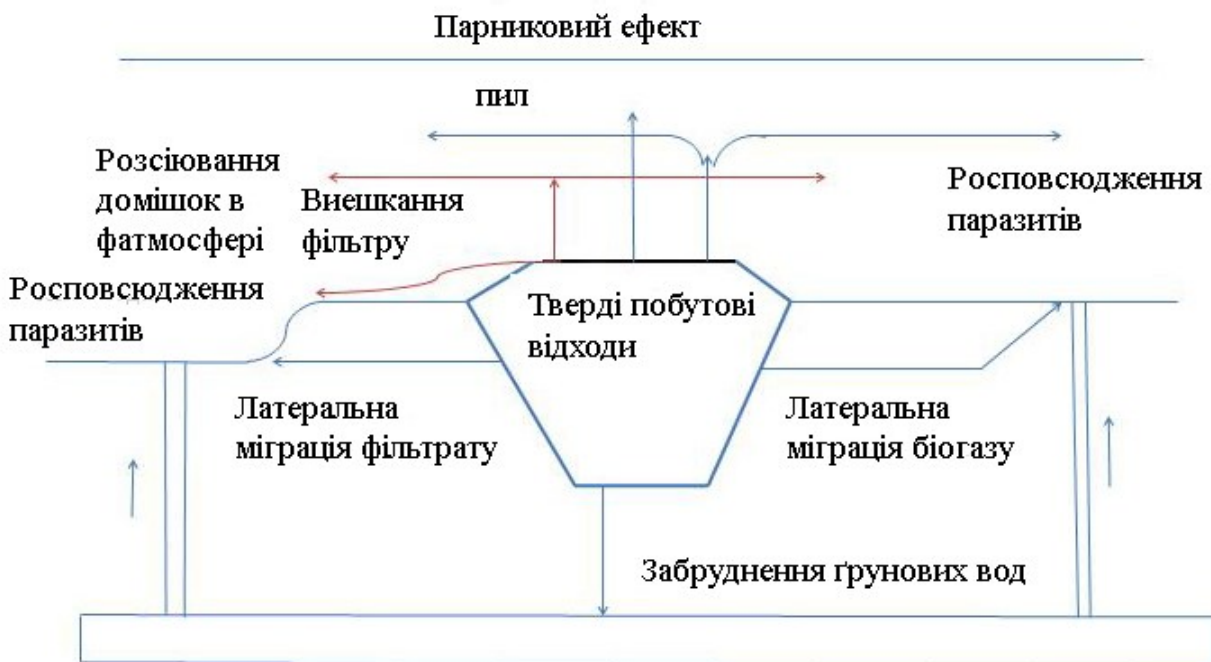 Парниковий ефект
пил
Розсіювання
домішок в
фатмосфері
Виешкання
фільтру
Росповсюдження
паразитів
Росповсюдження
паразитів
Тверді побутові
відходи
Латеральна
міграція фільтрату
Латеральна
міграція біогазу
Забруднення ґрунових вод